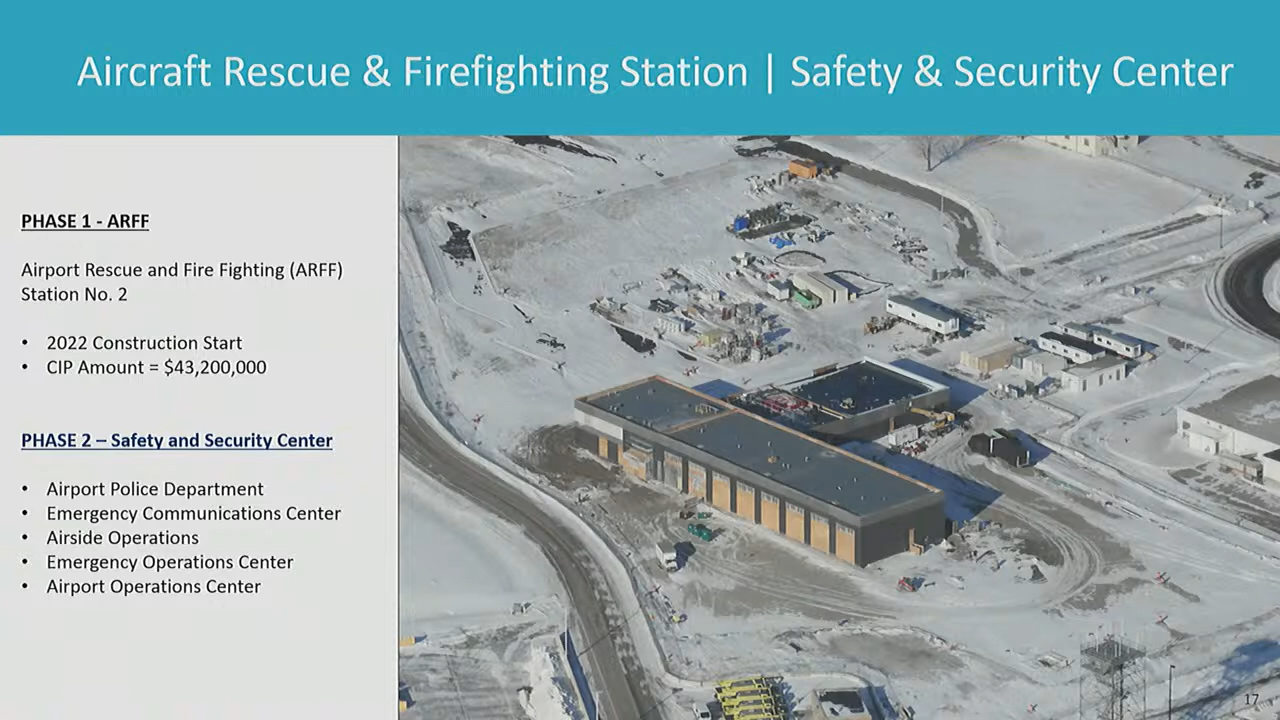 Aircraft Rescue & Firefighting Station | Safety & Security Center
PHASE 1 - ARFF
Airport Rescue and Fire Fighting (ARFF)
Station No. 2
• 2022 Construction Start
• CIP Amount = $43,200,000
PHASE 2 – Safety and Security Center
• Airport Police Department
• Emergency Communications Center
• Airside Operations
• Emergency Operations Center
• Airport Operations Center
17